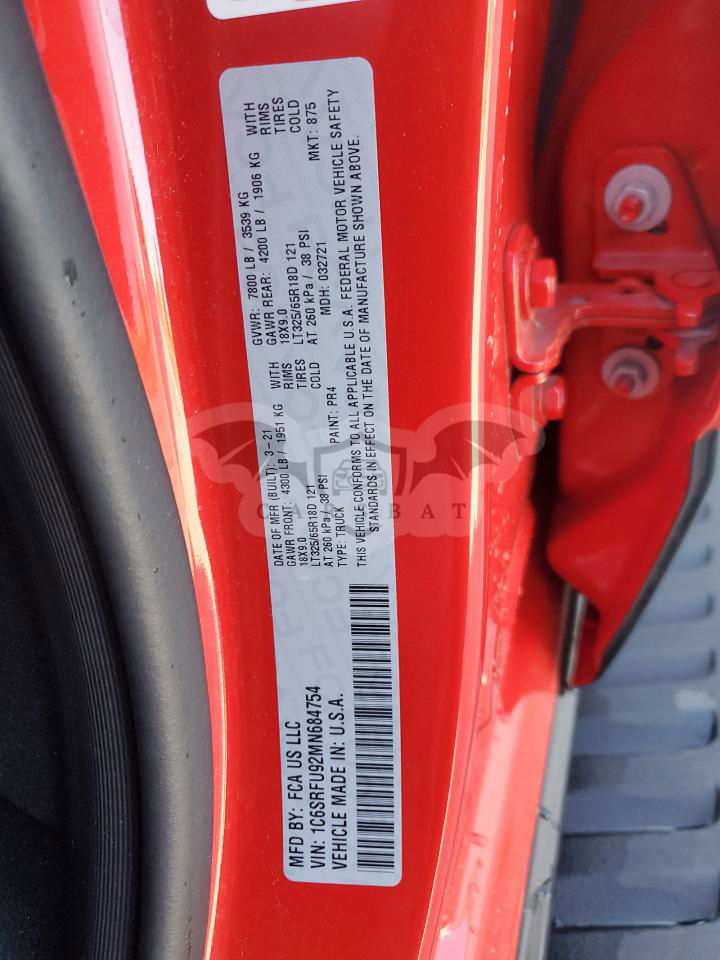 MFD BY: FCA US LLC
VIN: 1C6SRFU92MN684754
VEHICLE MADE IN: U.S.A.
DATE OF MFR (BUILT): 3-21 GVWR: 7800 LB / 3539 KG
GAWR FRONT: 4300 LB / 1951 KG WITH GAWR REAR: 4200 LB / 1906 KG WITH
18X9.0 RIMS 18X9.0 RIMS
LT325/65R18D 121 TIRES LT325/65R18D 121 TIRES
AT 260 kPa / 38 PSI COLD AT 260 kPa / 38 PSI COLD
TYPE: TRUCK PAINT: PR4 MDH: 032721 MKT: 875
THIS VEHICLE CONFORMS TO ALL APPLICABLE U.S.A. FEDERAL MOTOR VEHICLE SAFETY
STANDARDS IN EFFECT ON THE DATE OF MANUFACTURE SHOWN ABOVE.